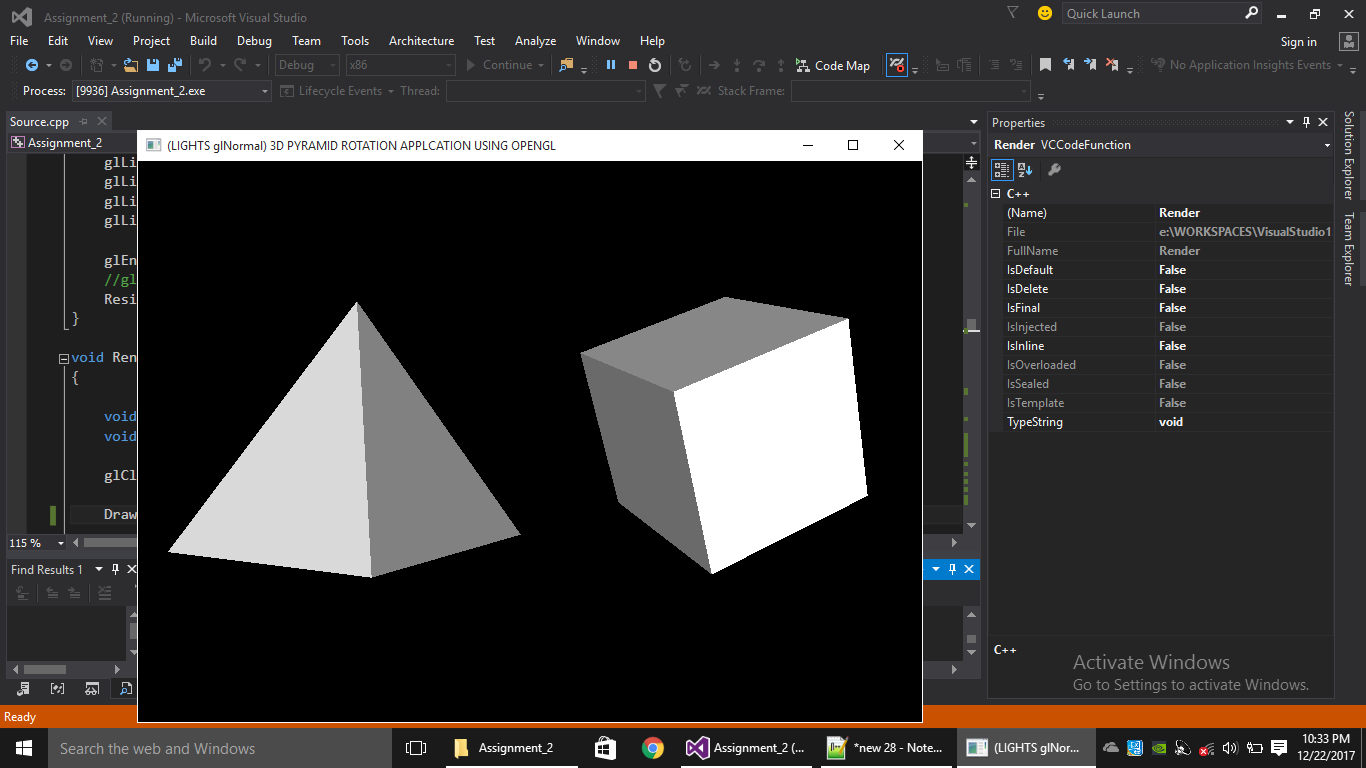 Assignment_2 (Running) - Microsoft Visual Studio
Quick Launch
File Edit View Project Build Debug Team Tools Architecture Test Analyze Window Help
Sign in
Debug x86 Continue Code Map No Application Insights Events
Process: [9936] Assignment_2.exe Lifecycle Events Thread: Stack Frame:
Source.cpp
Assignment_2
(LIGHTS glNormal) 3D PYRAMID ROTATION APPLCATION USING OPENGL
glLi
glLi
glLi
glLi
glEn
//gl
Resi
}
void Ren
{
void
void
glCl
Draw
115 %
Find Results 1
Ready
Properties
Render VCCodeFunction
C++
(Name) Render
File e:\WORKSPACES\VisualStudio1
FullName Render
IsDefault False
IsDelete False
IsFinal False
IsInjected False
IsInline False
IsOverloaded False
IsSealed False
IsTemplate False
TypeString void
C++
Activate Windows
Go to Settings to activate Windows.
Solution Explorer
Team Explorer
Search the web and Windows
Assignment_2
Assignment_2 (...
*new 28 - Note...
(LIGHTS glNor...
10:33 PM
12/22/2017